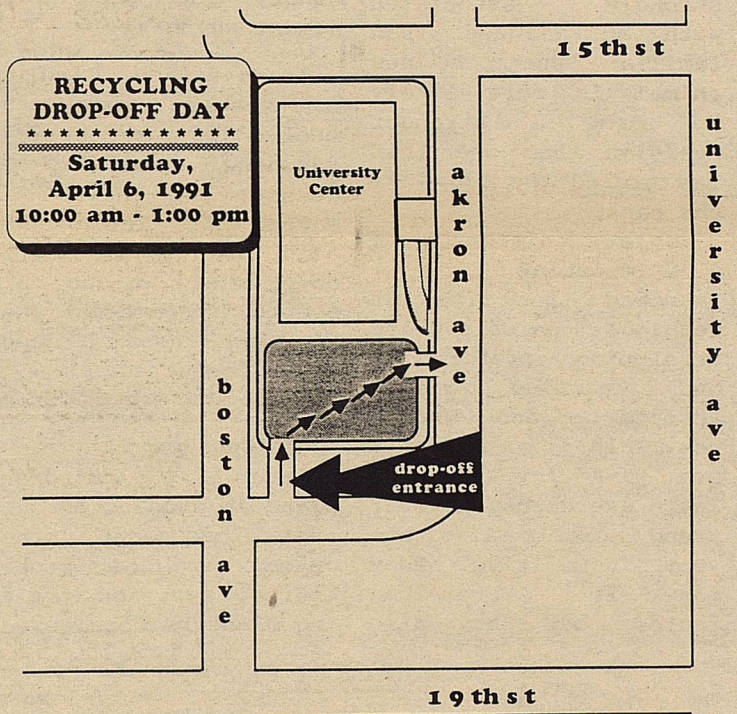 15th st
RECYCLING
DROP-OFF DAY
Saturday,
April 6, 1991
10:00 am - 1:00 pm
University
Center
akron ave
university ave
boston ave
drop-off
entrance
19th st